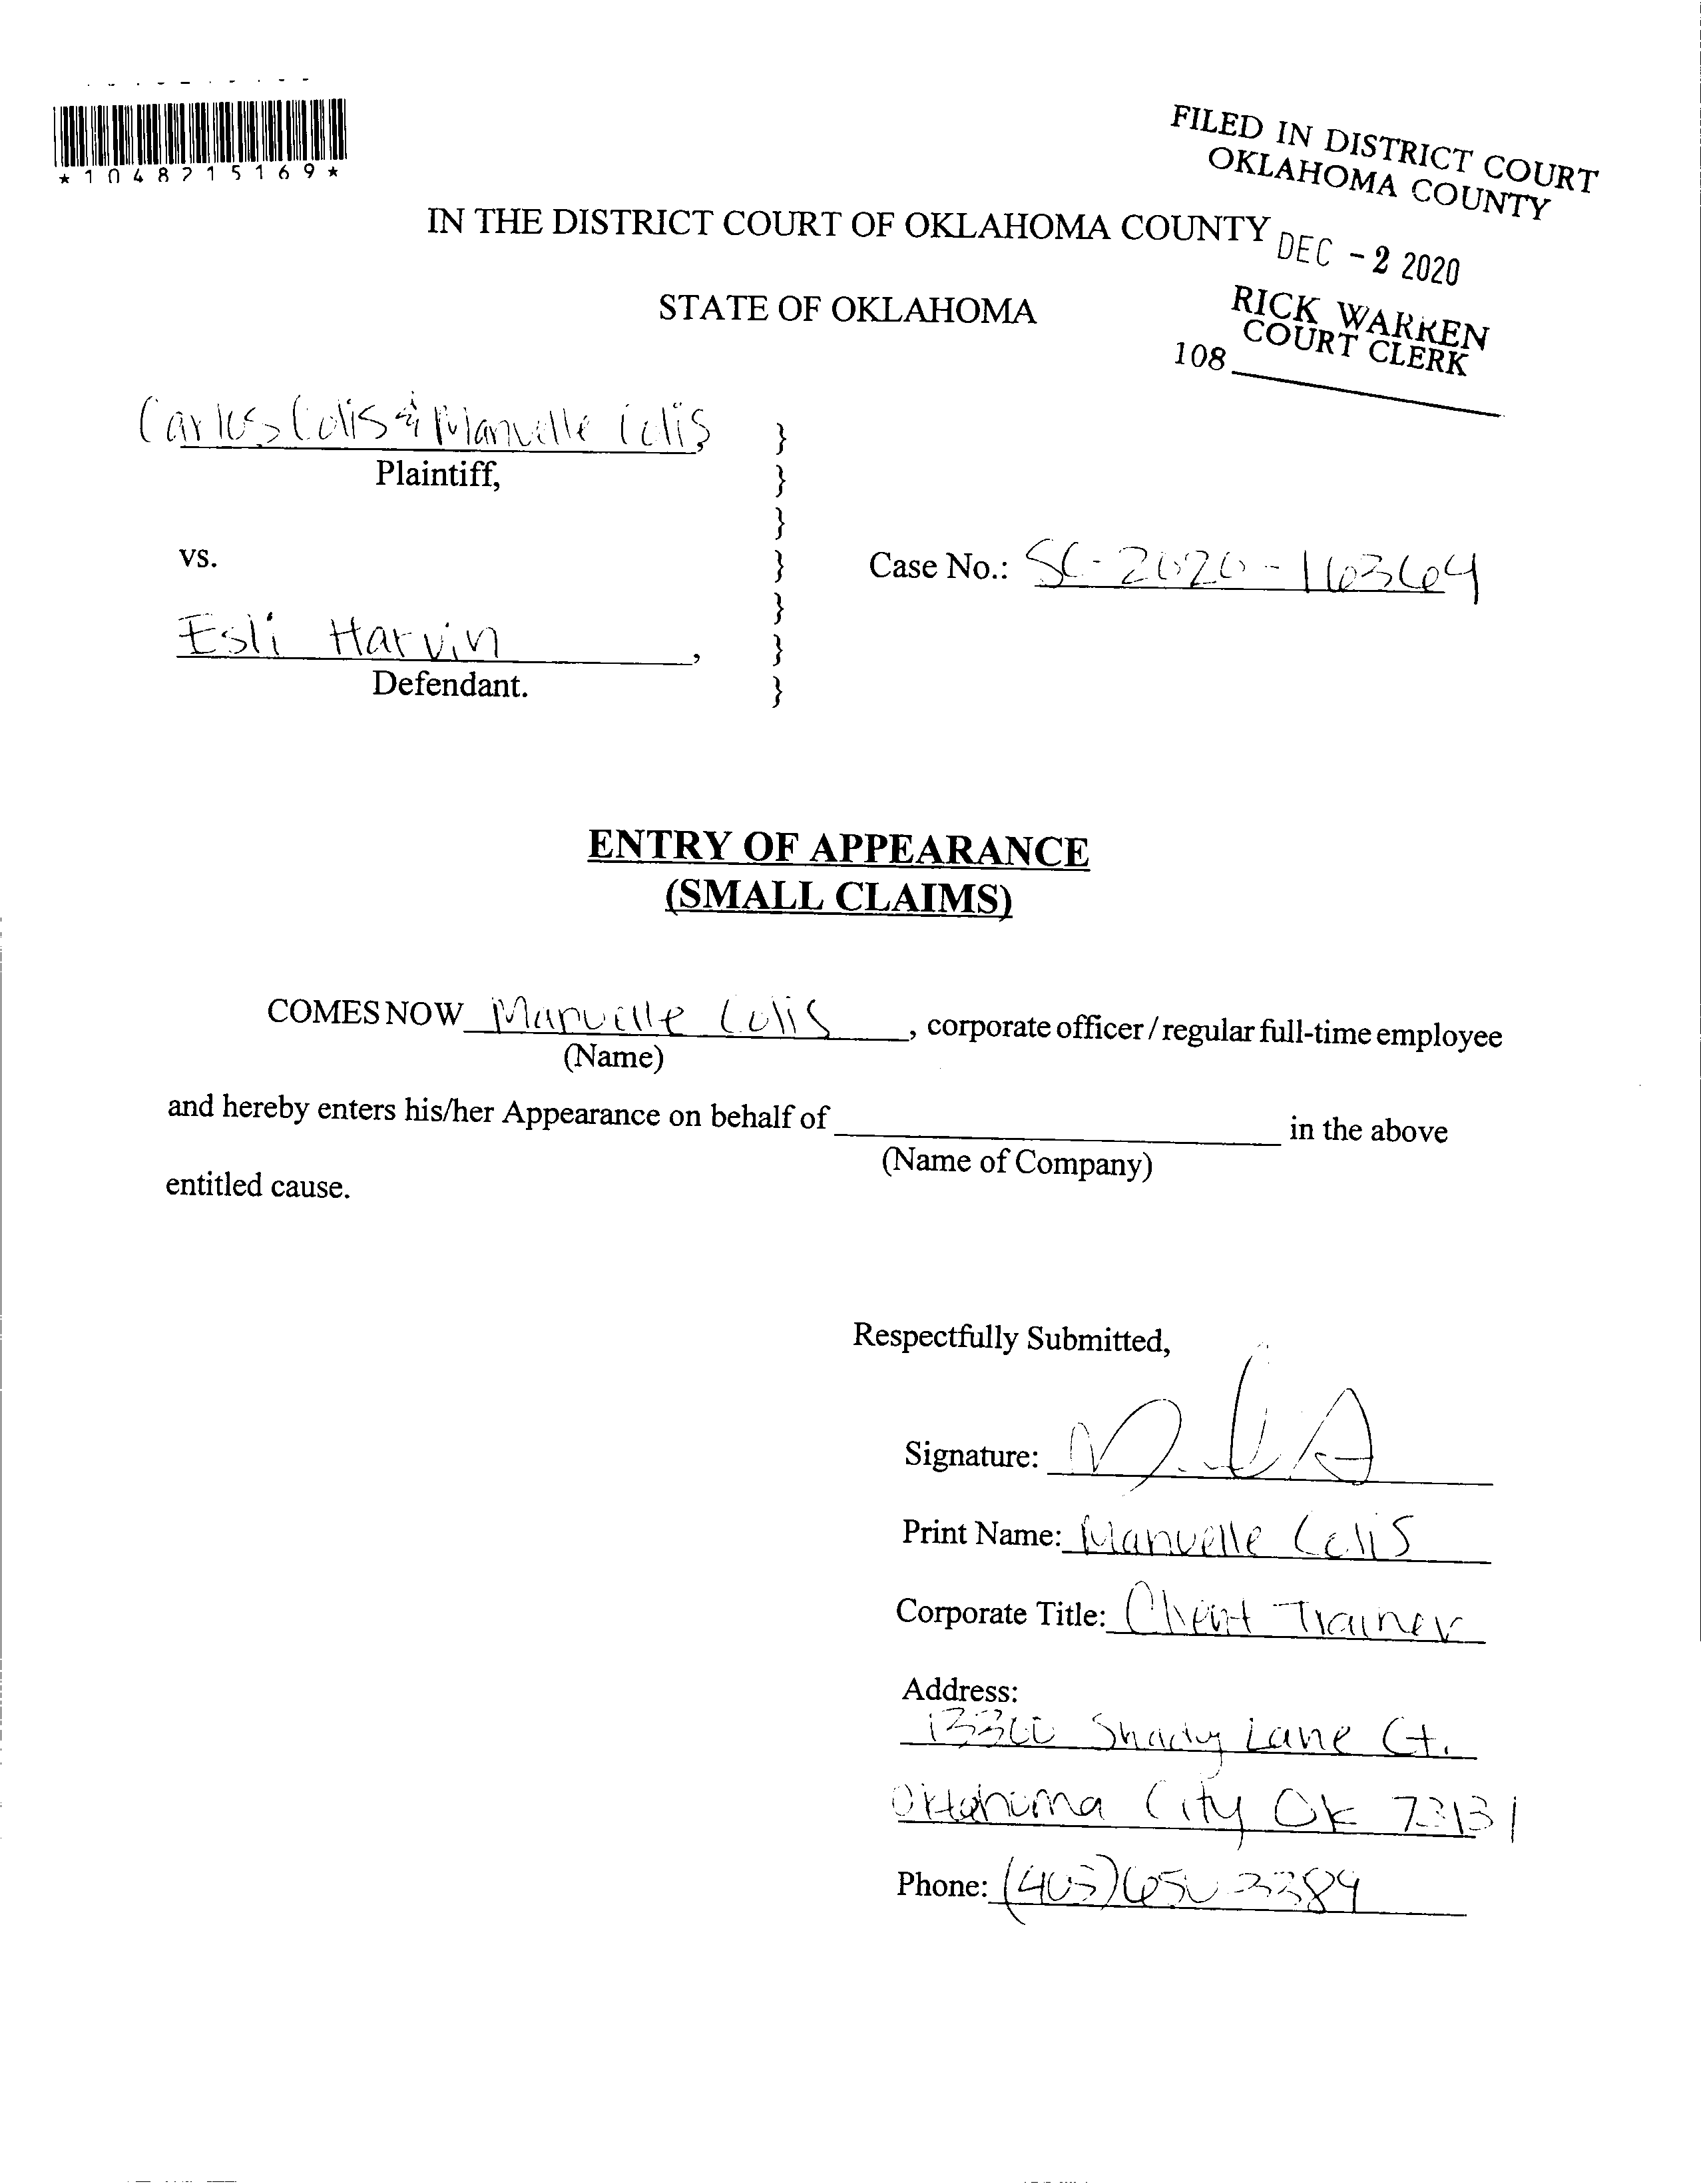 *1048215169*
FILED IN DISTRICT COURT
OKLAHOMA COUNTY
DEC -2 2020
RICK WARREN
COURT CLERK
108
IN THE DISTRICT COURT OF OKLAHOMA COUNTY
STATE OF OKLAHOMA
Carlos Colis & Manuelle Colis,
Plaintiff,
vs.
Esli Harvin,
Defendant.
}
}
}
}
}
}
}
Case No.: SC-2020-16364
ENTRY OF APPEARANCE
(SMALL CLAIMS)
COMES NOW Manuelle Colis, corporate officer / regular full-time employee
(Name)
and hereby enters his/her Appearance on behalf of in the above
(Name of Company)
entitled cause.
Respectfully Submitted,
Signature:
Print Name: Manuelle Colis
Corporate Title: Client Trainer
Address:
13300 Shady Lane Ct.
Oklahoma City OK 73131
Phone: (405)650 3389